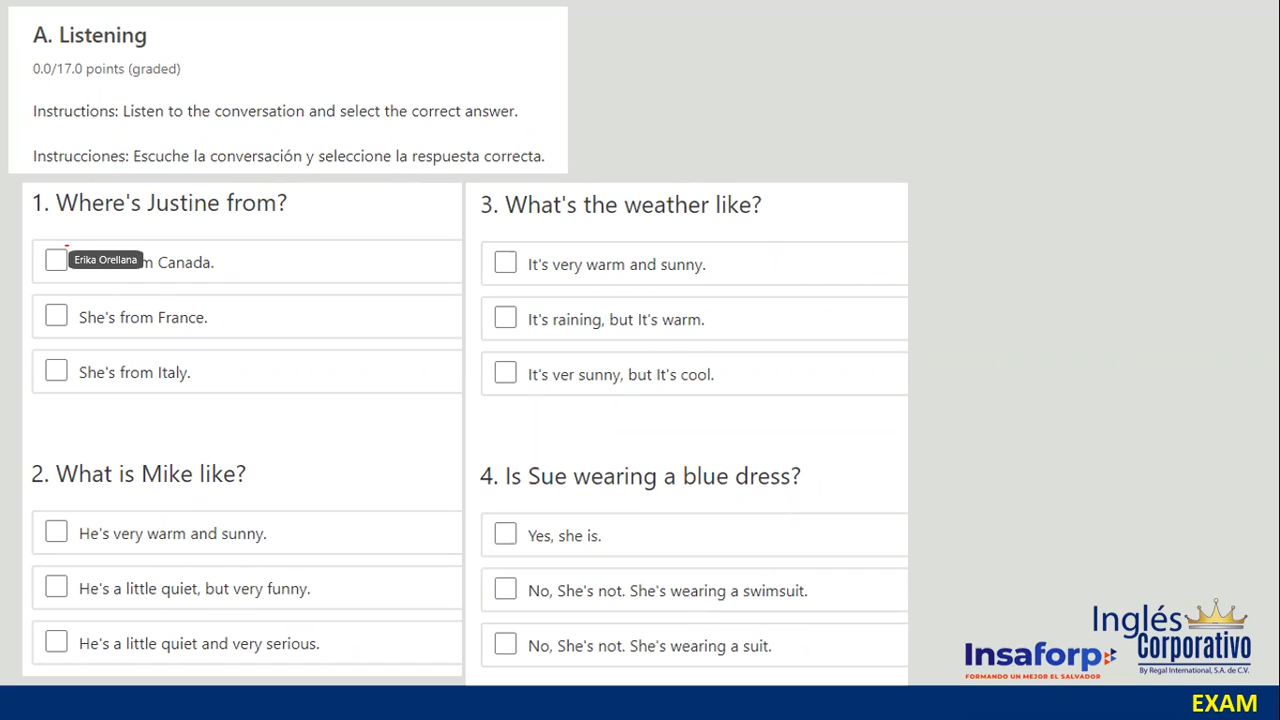 A. Listening
0.0/17.0 points (graded)
Instructions: Listen to the conversation and select the correct answer.
Instrucciones: Escuche la conversación y seleccione la respuesta correcta.
1. Where's Justine from?
Erika Orellana
Canada.
She's from France.
She's from Italy.
2. What is Mike like?
He's very warm and sunny.
He's a little quiet, but very funny.
He's a little quiet and very serious.
3. What's the weather like?
It's very warm and sunny.
It's raining, but It's warm.
It's ver sunny, but It's cool.
4. Is Sue wearing a blue dress?
Yes, she is.
No, She's not. She's wearing a swimsuit.
No, She's not. She's wearing a suit.
Insaforp
FORMANDO UN MEJOR EL SALVADOR
Inglés
Corporativo
By Regal International, S.A. de C.V.
EXAM